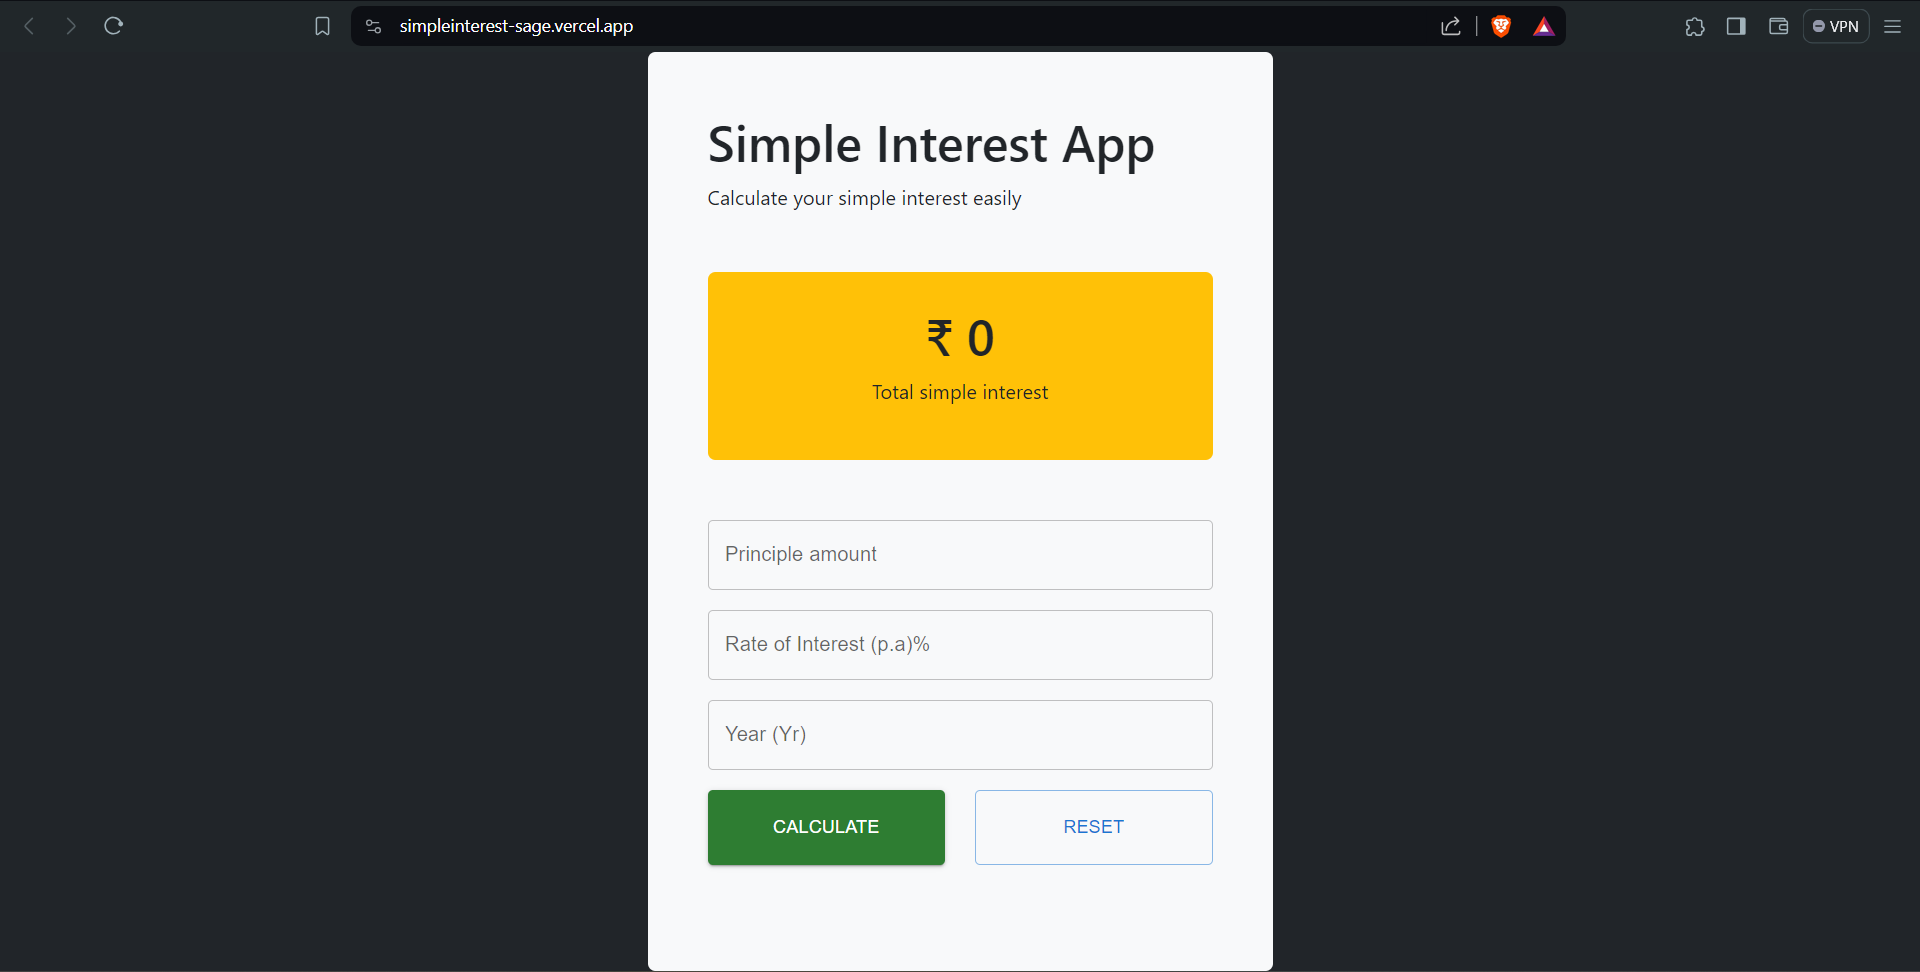 simpleinterest-sage.vercel.app
VPN
Simple Interest App
Calculate your simple interest easily
₹ 0
Total simple interest
Principle amount
Rate of Interest (p.a)%
Year (Yr)
CALCULATE
RESET